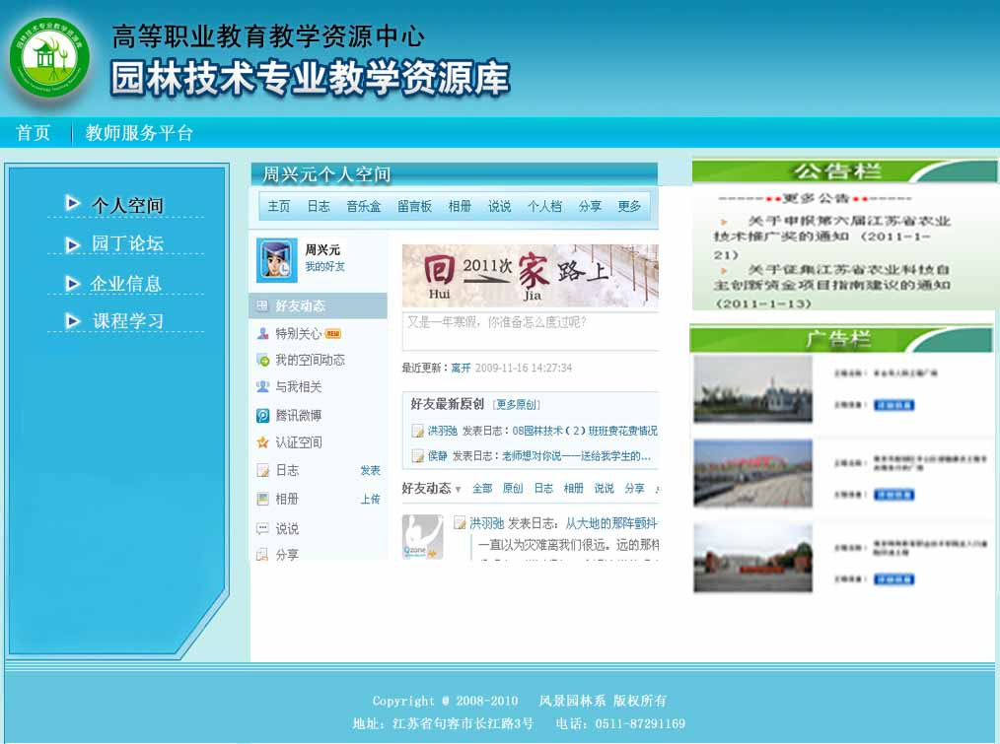 高等职业教育教学资源中心
园林技术专业教学资源库
首页 教师服务平台
个人空间
园丁论坛
企业信息
课程学习
周兴元个人空间
主页 日志 音乐盒 留言板 相册 说说 个人档 分享 更多
周兴元
我的好友
好友动态
特别关心
我的空间动态
与我相关
腾讯微博
认证空间
日志 发表
相册 上传
说说
分享
回 2011次 家 路上
Hui Jia
又是一年寒假，你准备怎么度过呢？
最近更新：离开 2009-11-16 14:27:34
好友最新原创 [更多原创]
洪羽弛 发表日志：08园林技术（2）班班费花费情况
侯静 发表日志：老师想对你说——送给我学生的...
好友动态 全部 原创 日志 相册 说说 分享
Qzone
洪羽弛 发表日志：从大地的那阵颤抖
一直以为灾难离我们很远。远的那样
公告栏
-----••更多公告••------
关于申报第六届江苏省农业
技术推广奖的通知 (2011-1-
21)
关于征集江苏省农业科技自
主创新资金项目指南建议的通知
(2011-1-13)
广告栏
Copyright @ 2008-2010 风景园林系 版权所有
地址：江苏省句容市长江路3号 电话：0511-87291169